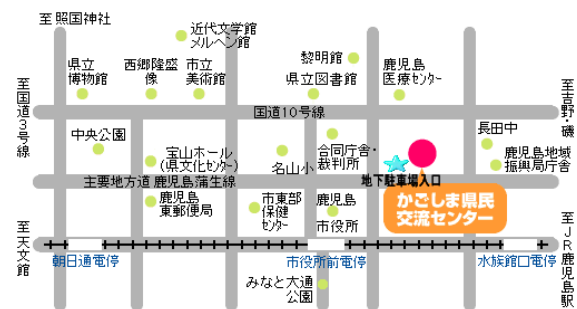 至 照国神社
近代文学館
メルヘン館
黎明館
県立
博物館
西郷隆盛
像
市立
美術館
県立図書館
鹿児島
医療センター
至国道3号線
至吉野・磯
国道10号線
中央公園
宝山ホール
(県文化センター)
名山小
合同庁舎・
裁判所
長田中
鹿児島地域
振興局庁舎
主要地方道 鹿児島蒲生線
地下駐車場入口
かごしま県民
交流センター
鹿児島
東郵便局
市東部
保健
センター
鹿児島
市役所
至天文館
至JR鹿児島駅
朝日通電停
市役所前電停
水族館口電停
みなと大通
公園